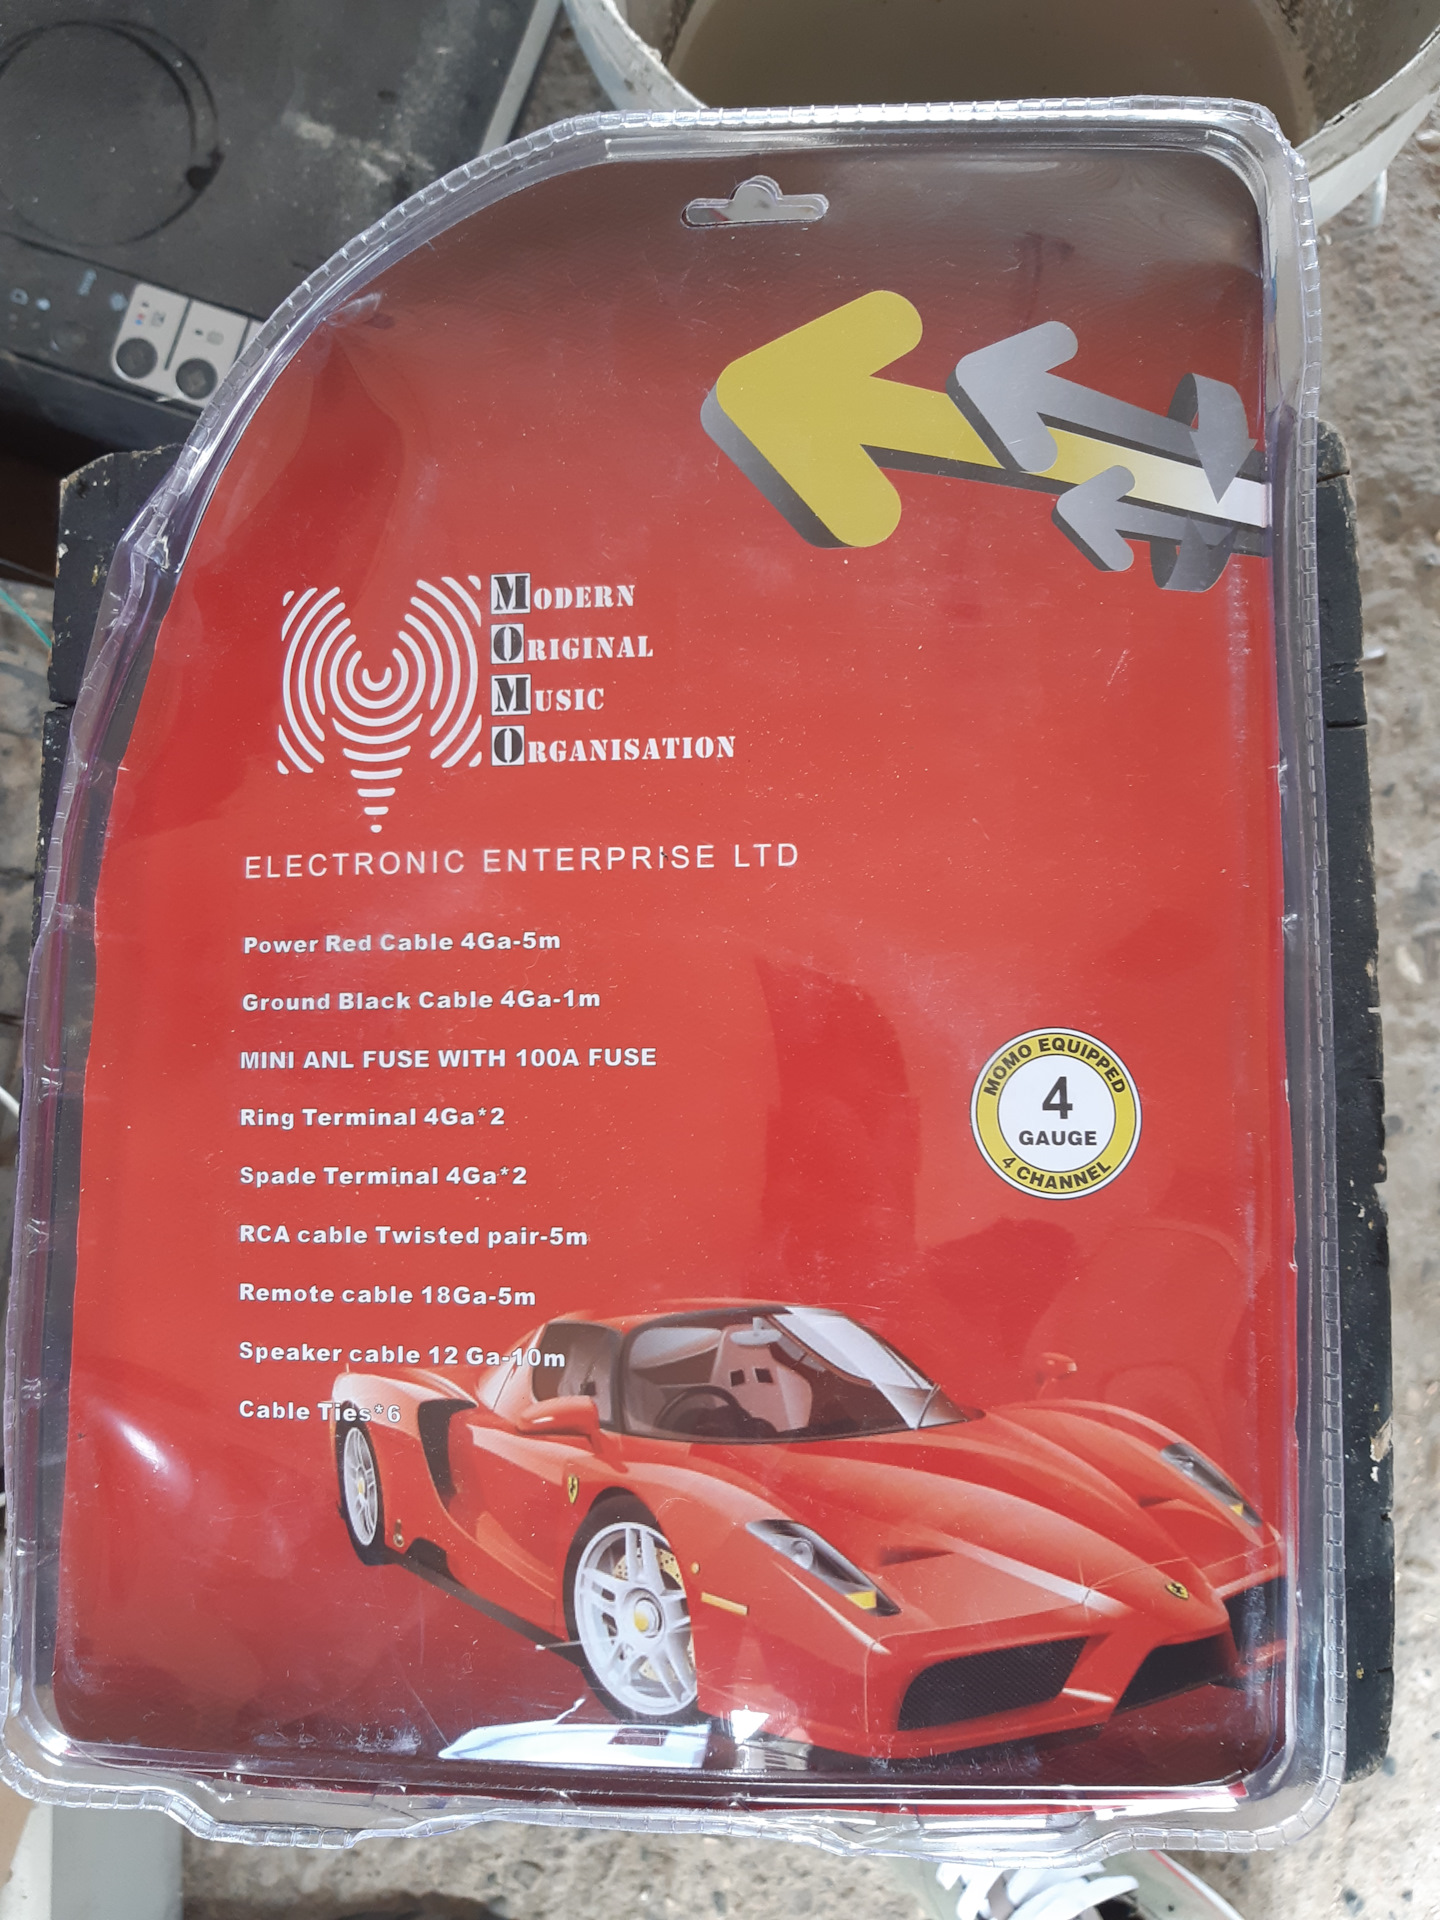 MODERN
ORIGINAL
MUSIC
ORGANISATION
ELECTRONIC ENTERPRISE LTD
Power Red Cable 4Ga-5m
Ground Black Cable 4Ga-1m
MINI ANL FUSE WITH 100A FUSE
Ring Terminal 4Ga*2
Spade Terminal 4Ga*2
RCA cable Twisted pair-5m
Remote cable 18Ga-5m
Speaker cable 12 Ga-10m
Cable Ties*6
MOMO EQUIPPED
4
GAUGE
4 CHANNEL